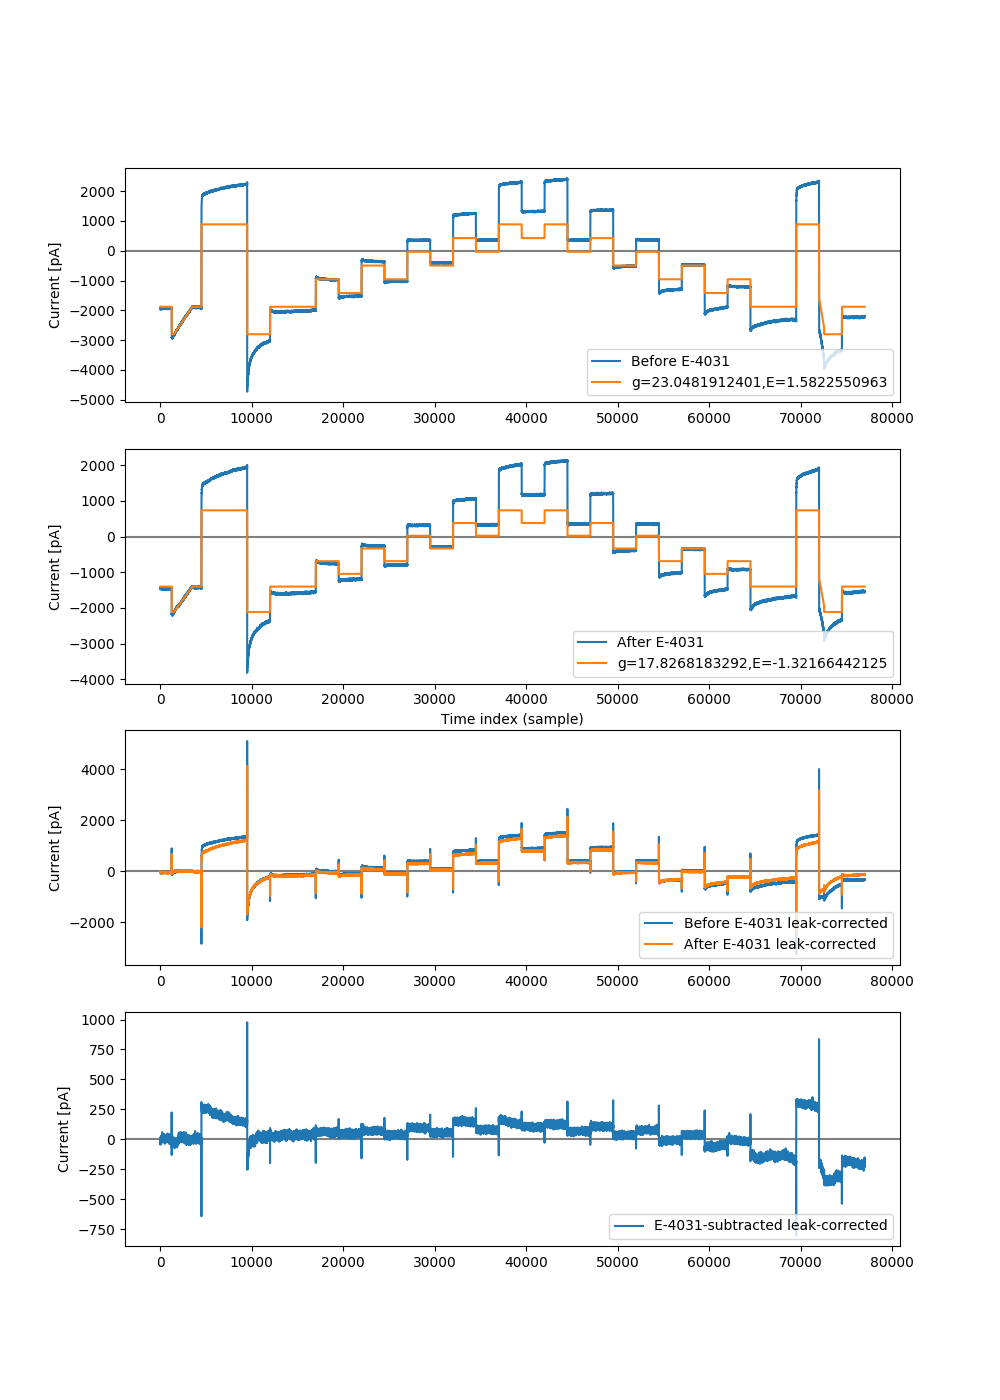 Current [pA]
2000
1000
0
−1000
−2000
−3000
−4000
−5000
Before E-4031
g=23.0481912401,E=1.5822550963
0 10000 20000 30000 40000 50000 60000 70000 80000
Current [pA]
2000
1000
0
−1000
−2000
−3000
−4000
After E-4031
g=17.8268183292,E=-1.32166442125
0 10000 20000 30000 40000 50000 60000 70000 80000
Time index (sample)
Current [pA]
4000
2000
0
−2000
Before E-4031 leak-corrected
After E-4031 leak-corrected
0 10000 20000 30000 40000 50000 60000 70000 80000
Current [pA]
1000
750
500
250
0
−250
−500
−750
E-4031-subtracted leak-corrected
0 10000 20000 30000 40000 50000 60000 70000 80000